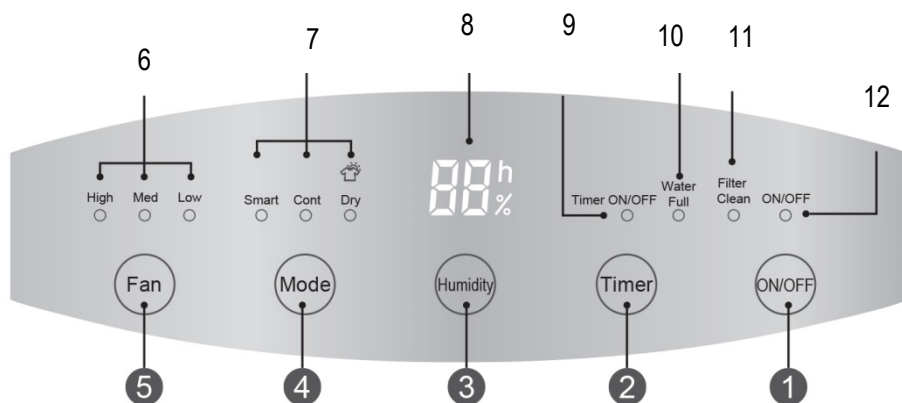 6
7
8
9
10
11
12
High Med Low
Smart Cont Dry
88 h
%
Timer ON/OFF
Water
Full
Filter
Clean
ON/OFF
Fan
Mode
Humidity
Timer
ON/OFF
5
4
3
2
1